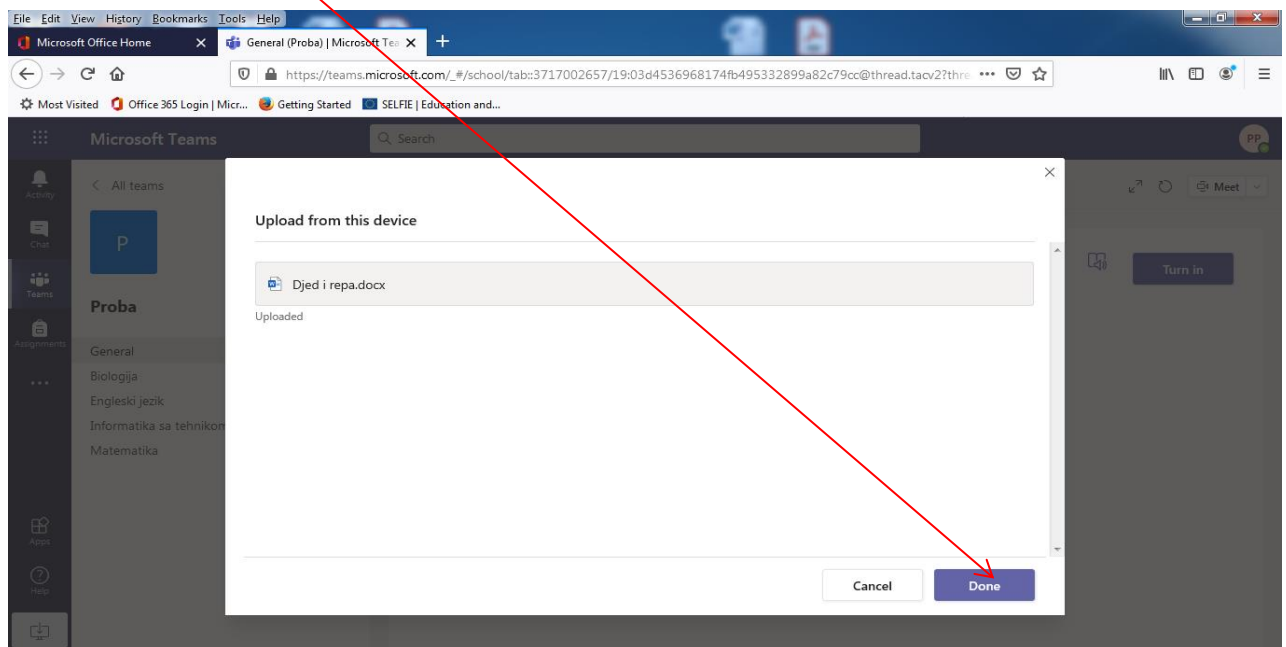 File Edit View History Bookmarks Tools Help
Microsoft Office Home
General (Proba) | Microsoft Tea
https://teams.microsoft.com/_#/school/tab::3717002657/19:03d4536968174fb495332899a82c79cc@thread.tacv2?thre
Most Visited Office 365 Login | Micr... Getting Started SELFIE | Education and...
Microsoft Teams
Search
PP
Activity
All teams
Meet
Chat
P
Upload from this device
Turn in
Teams
Djed i repa.docx
Proba
Uploaded
Assignments
General
Biologija
Engleski jezik
Informatika sa tehnikom
Matematika
Apps
Help
Cancel Done